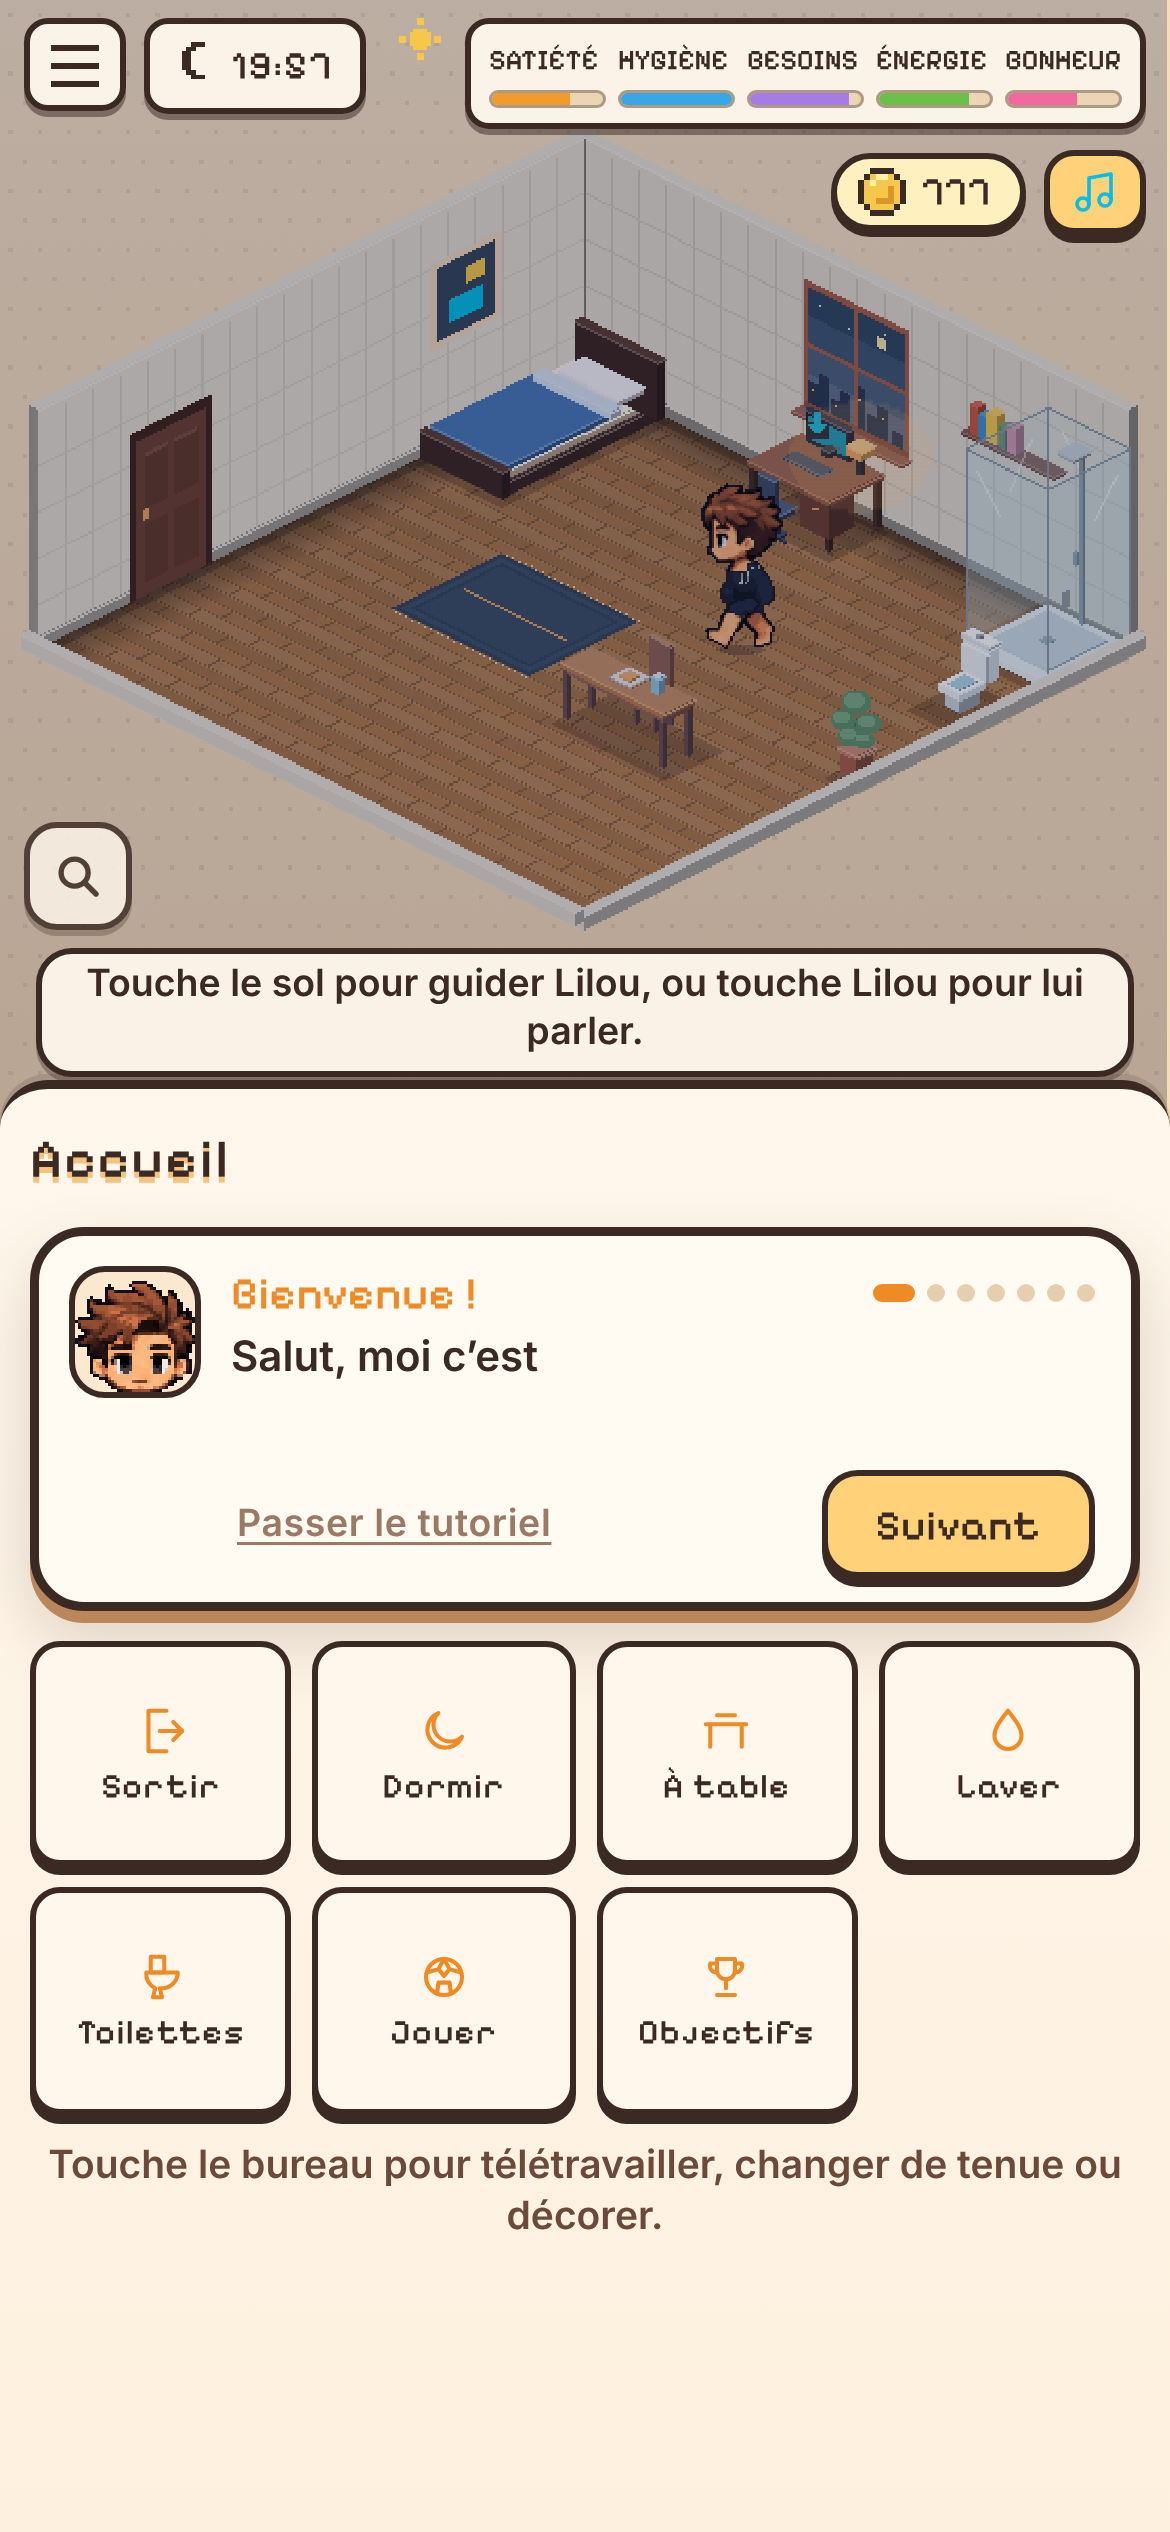 19:57
SATIÉTÉ HYGIÈNE BESOINS ÉNERGIE BONHEUR
777
Touche le sol pour guider Lilou, ou touche Lilou pour lui
parler.
Accueil
Bienvenue !
Salut, moi c’est
Passer le tutoriel
Suivant
Sortir
Dormir
À table
Laver
Toilettes
Jouer
Objectifs
Touche le bureau pour télétravailler, changer de tenue ou
décorer.